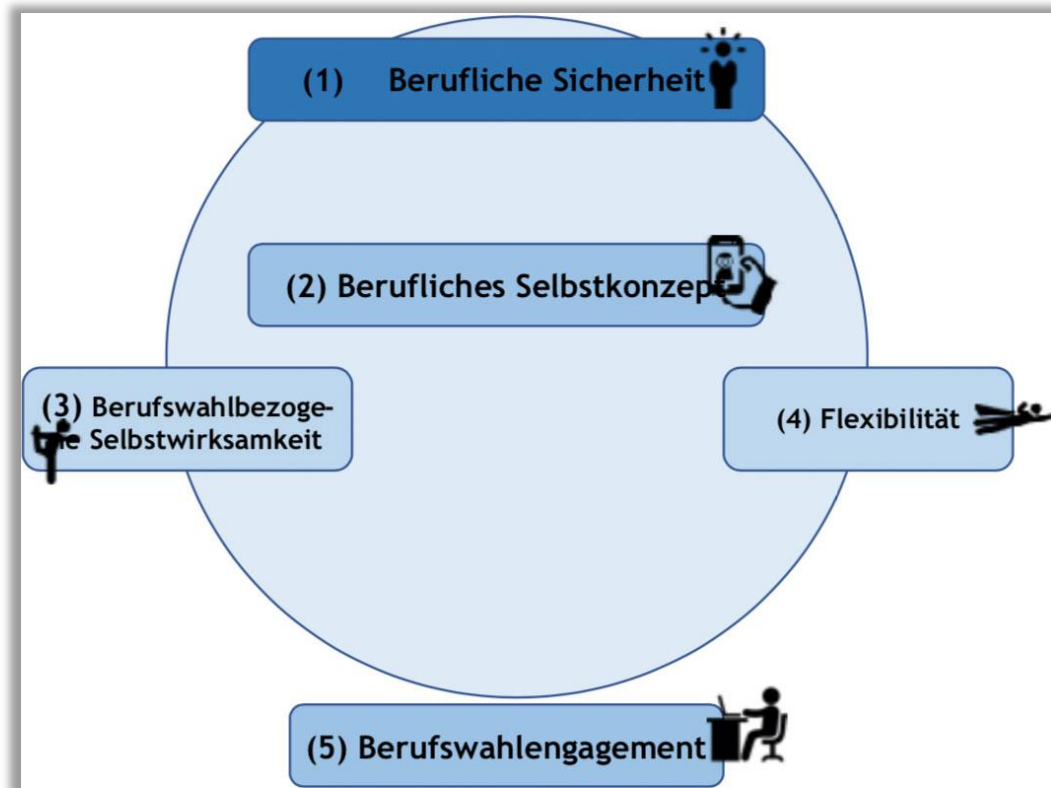 (1) Berufliche Sicherheit
(2) Berufliches Selbstkonzept
(3) Berufswahlbezoge-
ne Selbstwirksamkeit
(4) Flexibilität
(5) Berufswahlengagement